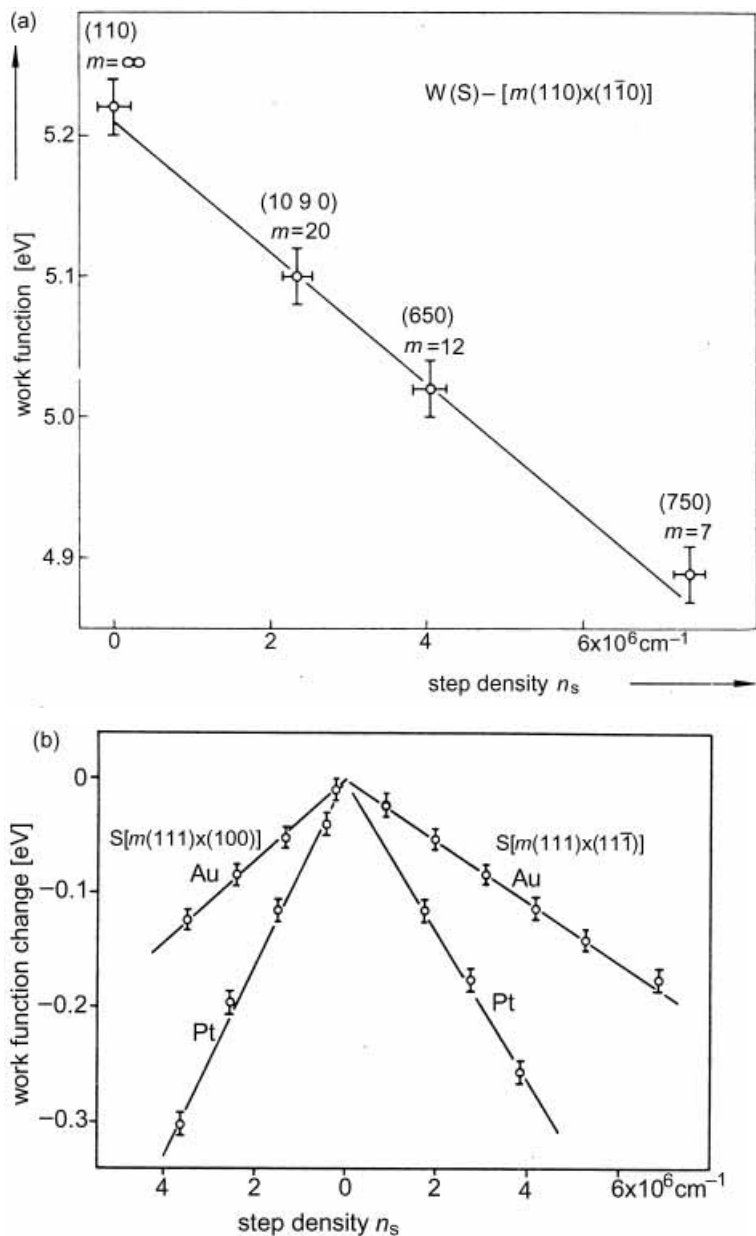 (a)
(110)
m=∞
W(S)–[m(110)x(11̄0)]
5.2
(10 9 0)
m=20
work function [eV]
5.1
(650)
m=12
5.0
(750)
m=7
4.9
0 2 4 6x10⁶cm⁻¹
step density nₛ
(b)
0
S[m(111)x(100)] S[m(111)x(111̄)]
Au Au
work function change [eV]
−0.1
−0.2
Pt Pt
−0.3
4 2 0 2 4 6x10⁶cm⁻¹
step density nₛ